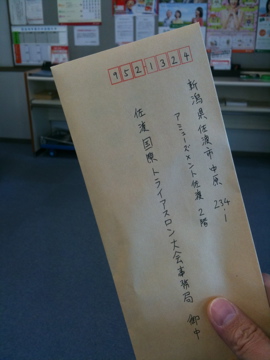 9521324
新潟県佐渡市中原 234-1
アミューズメント佐渡 2階
佐渡国際トライアスロン大会事務局 御中